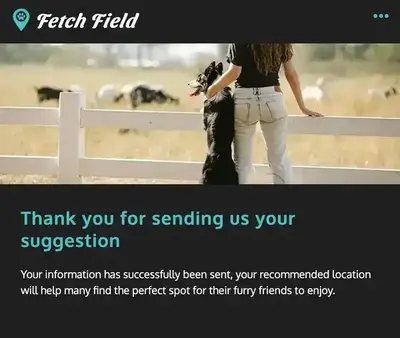 Fetch Field
Thank you for sending us your
suggestion
Your information has successfully been sent, your recommended location
will help many find the perfect spot for their furry friends to enjoy.